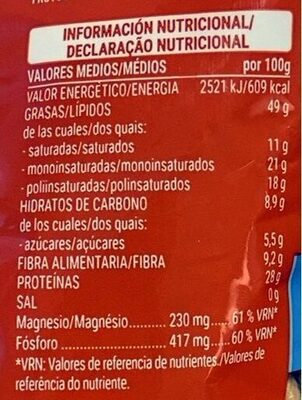 INFORMACIÓN NUTRICIONAL/
DECLARAÇÃO NUTRICIONAL
VALORES MEDIOS/MÉDIOS por 100g
VALOR ENERGÉTICO/ENERGIA 2521 kJ/609 kcal
GRASAS/LÍPIDOS 49 g
de las cuales/dos quais:
- saturadas/saturados 11 g
- monoinsaturadas/monoinsaturados 21 g
- poliinsaturadas/polinsaturados 18 g
HIDRATOS DE CARBONO 8,9 g
de los cuales/dos quais:
- azúcares/açúcares 5,5 g
FIBRA ALIMENTARIA/FIBRA 9,2 g
PROTEÍNAS 28 g
SAL 0 g
Magnesio/Magnésio.......... 230 mg.....61 % VRN*
Fósforo ........................... 417 mg....60 % VRN*
*VRN: Valores de referencia de nutrientes./Valores de
referência do nutriente.